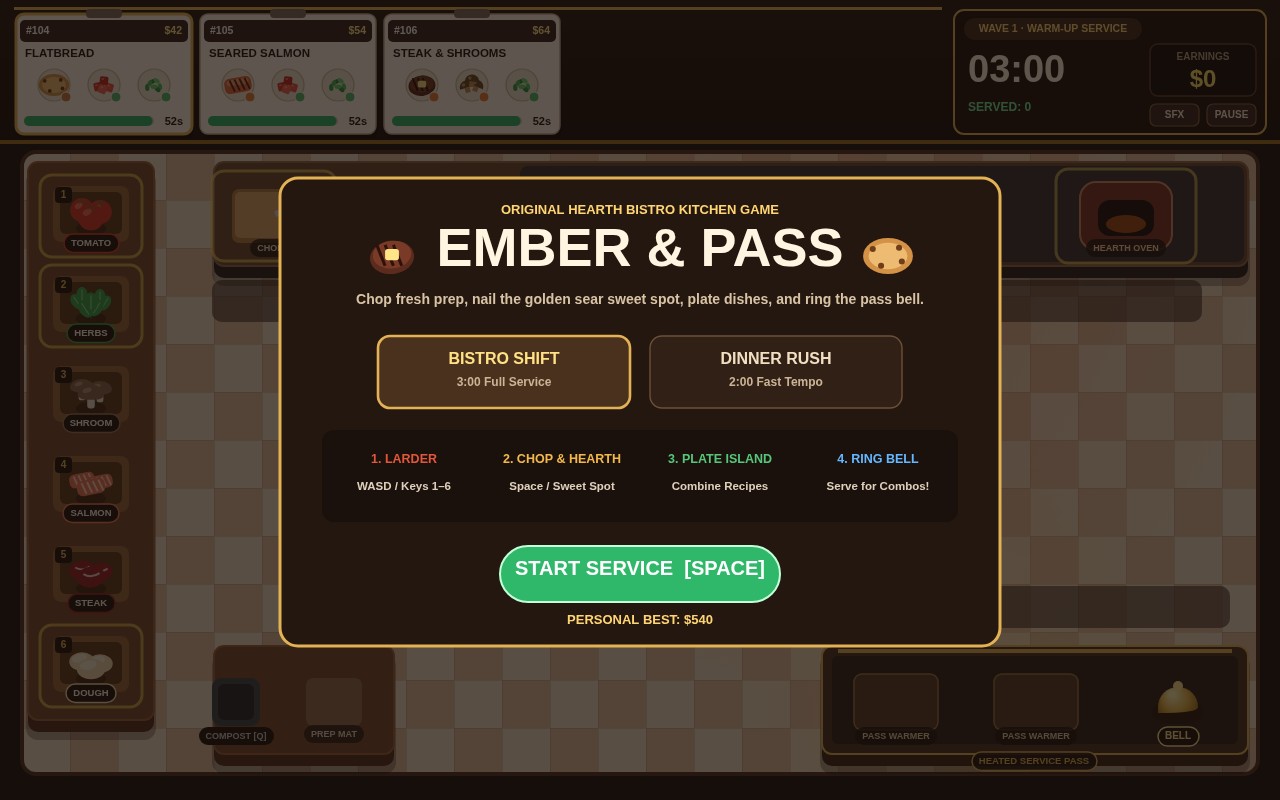 #104 $42
FLATBREAD
52s
#105 $54
SEARED SALMON
52s
#106 $64
STEAK & SHROOMS
52s
WAVE 1 · WARM-UP SERVICE
03:00
SERVED: 0
EARNINGS
$0
SFX
PAUSE
1
TOMATO
2
HERBS
3
SHROOM
4
SALMON
5
STEAK
6
DOUGH
HEARTH OVEN
ORIGINAL HEARTH BISTRO KITCHEN GAME
EMBER & PASS
Chop fresh prep, nail the golden sear sweet spot, plate dishes, and ring the pass bell.
BISTRO SHIFT
3:00 Full Service
DINNER RUSH
2:00 Fast Tempo
1. LARDER
WASD / Keys 1–6
2. CHOP & HEARTH
Space / Sweet Spot
3. PLATE ISLAND
Combine Recipes
4. RING BELL
Serve for Combos!
START SERVICE [SPACE]
PERSONAL BEST: $540
COMPOST [Q]
PREP MAT
PASS WARMER
PASS WARMER
BELL
HEATED SERVICE PASS